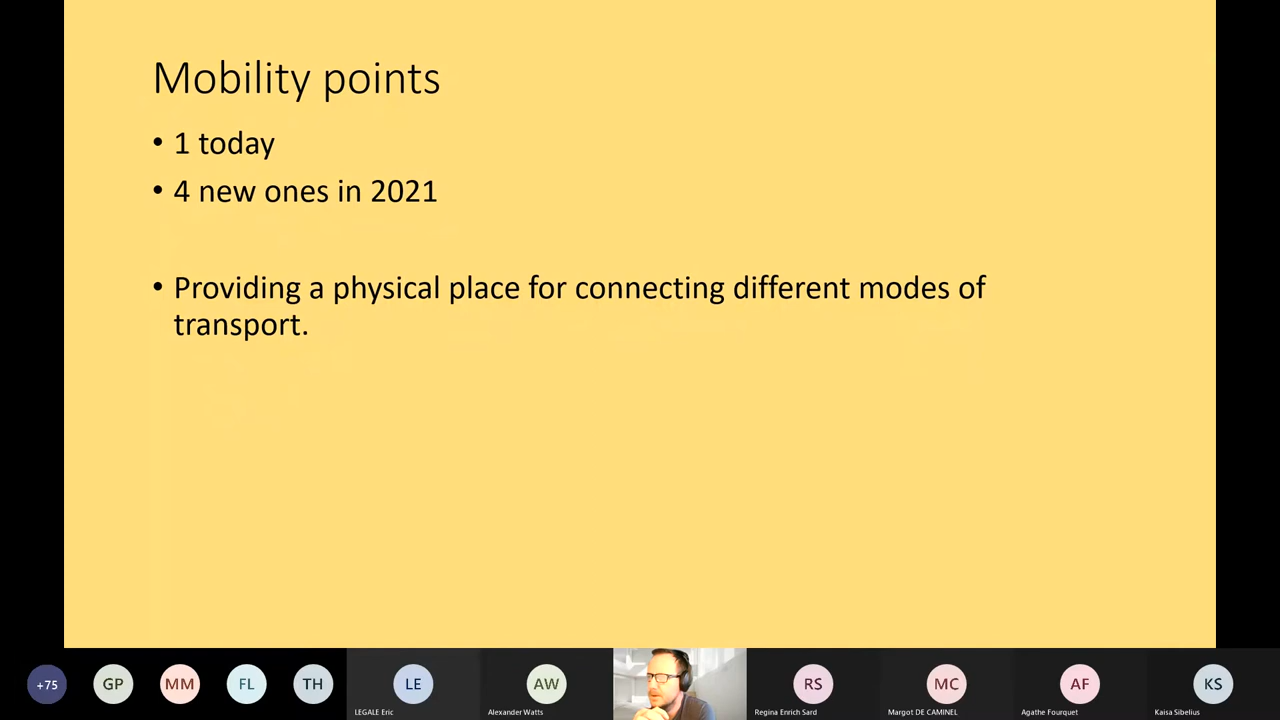 Mobility points
• 1 today
• 4 new ones in 2021
• Providing a physical place for connecting different modes of
transport.
+75 GP MM FL TH LE AW RS MC AF KS
LEGALE Eric Alexander Watts Regina Enrich Sard Margot DE CAMINEL Agathe Fourquet Kaisa Sibelius